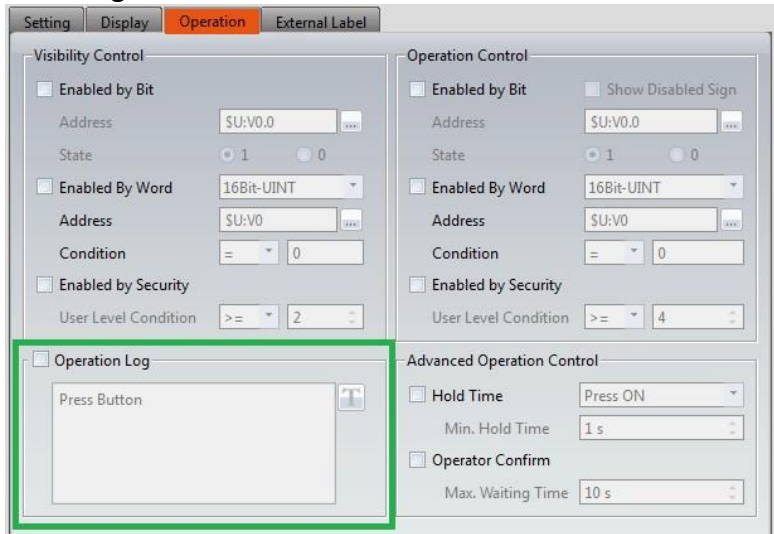 Setting Display Operation External Label
Visibility Control
Enabled by Bit
Address $U:V0.0 ...
State 1 0
Enabled By Word 16Bit-UINT
Address $U:V0 ...
Condition = 0
Enabled by Security
User Level Condition >= 2
Operation Control
Enabled by Bit Show Disabled Sign
Address $U:V0.0 ...
State 1 0
Enabled By Word 16Bit-UINT
Address $U:V0 ...
Condition = 0
Enabled by Security
User Level Condition >= 4
Operation Log
Press Button T
Advanced Operation Control
Hold Time Press ON
Min. Hold Time 1 s
Operator Confirm
Max. Waiting Time 10 s